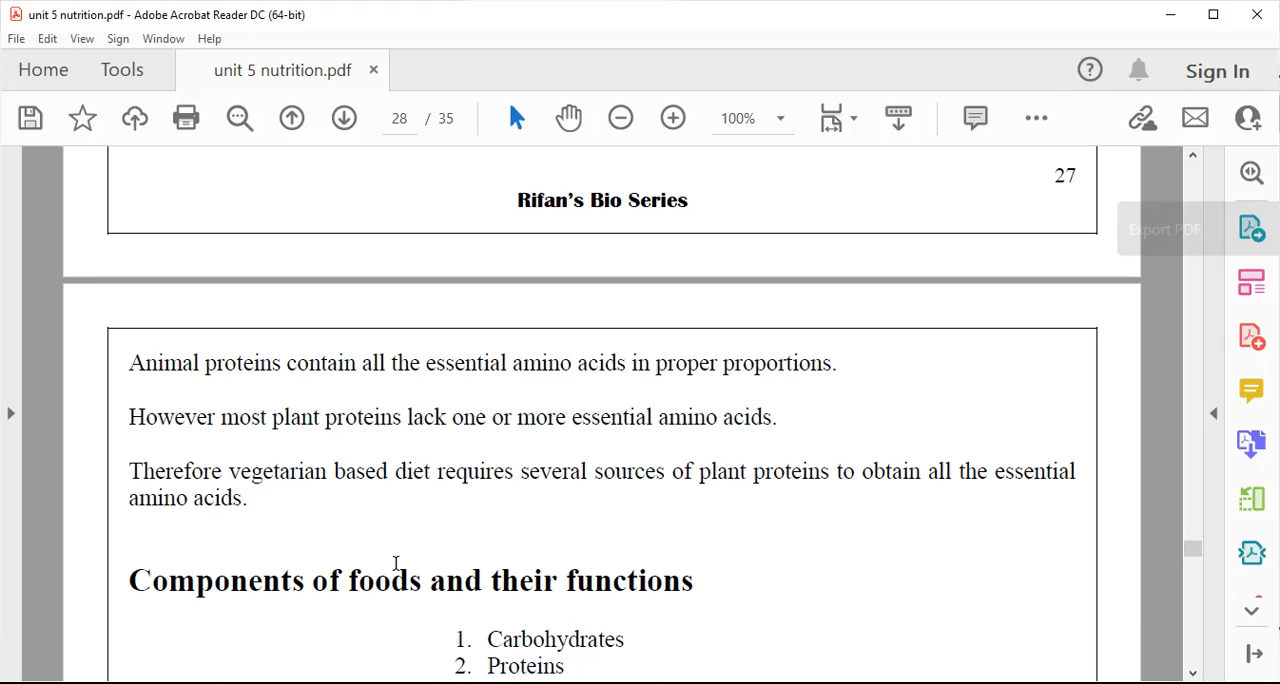 unit 5 nutrition.pdf - Adobe Acrobat Reader DC (64-bit)
File Edit View Sign Window Help
Home Tools unit 5 nutrition.pdf × Sign In
28 / 35 100%
27
Rifan's Bio Series
Export PDF
Animal proteins contain all the essential amino acids in proper proportions.
However most plant proteins lack one or more essential amino acids.
Therefore vegetarian based diet requires several sources of plant proteins to obtain all the essential
amino acids.
Components of foods and their functions
1. Carbohydrates
2. Proteins